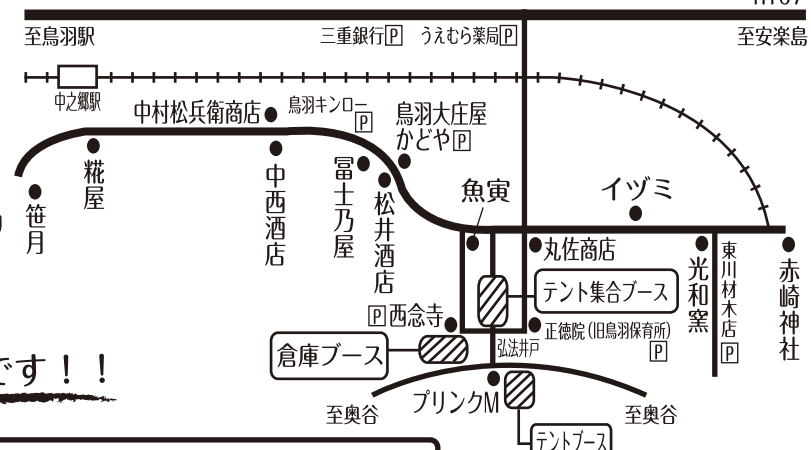 至鳥羽駅
三重銀行P
うえむら薬局P
至安楽島
中之郷駅
中村松兵衛商店
鳥羽キンロー
P
鳥羽大庄屋
かどやP
糀屋
笹月
中西酒店
冨士乃屋
松井酒店
魚寅
イヅミ
丸佐商店
光和窯
東川材木店P
赤崎神社
テント集合ブース
P西念寺
正徳院(旧鳥羽保育所)
P
倉庫ブース
弘法井戸
です!!
プリンクM
至奥谷
至奥谷
テントブース